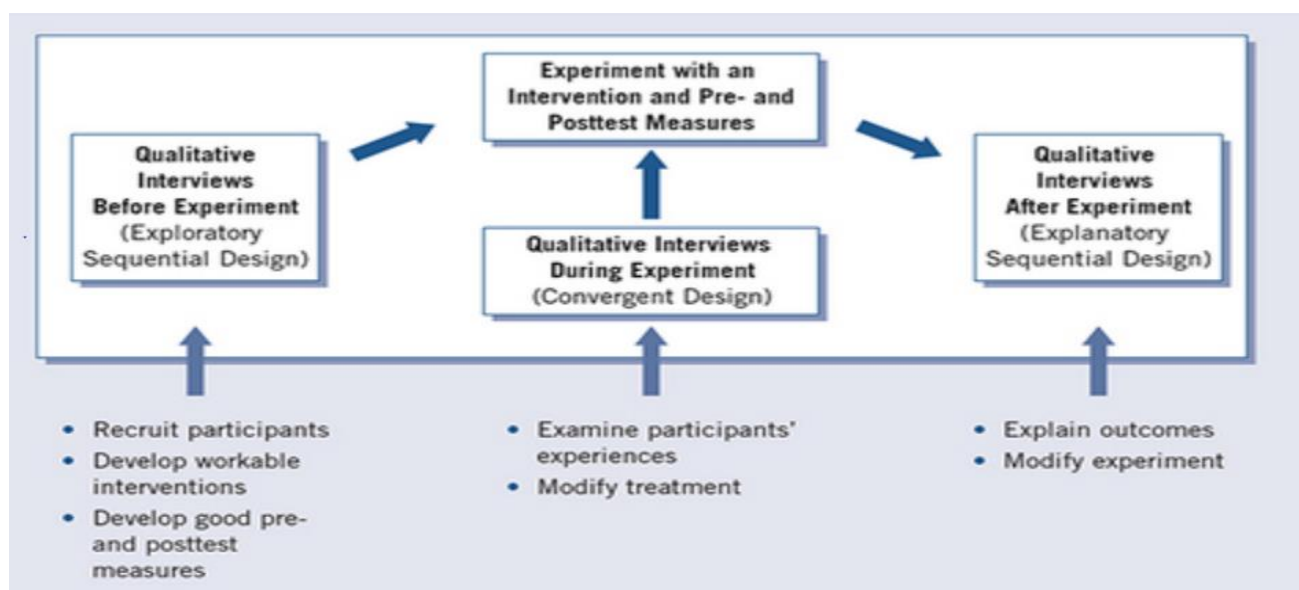 Experiment with an
Intervention and Pre- and
Posttest Measures
Qualitative
Interviews
Before Experiment
(Exploratory
Sequential Design)
Qualitative Interviews
During Experiment
(Convergent Design)
Qualitative
Interviews
After Experiment
(Explanatory
Sequential Design)
• Recruit participants
• Develop workable
interventions
• Develop good pre-
and posttest
measures
• Examine participants'
experiences
• Modify treatment
• Explain outcomes
• Modify experiment